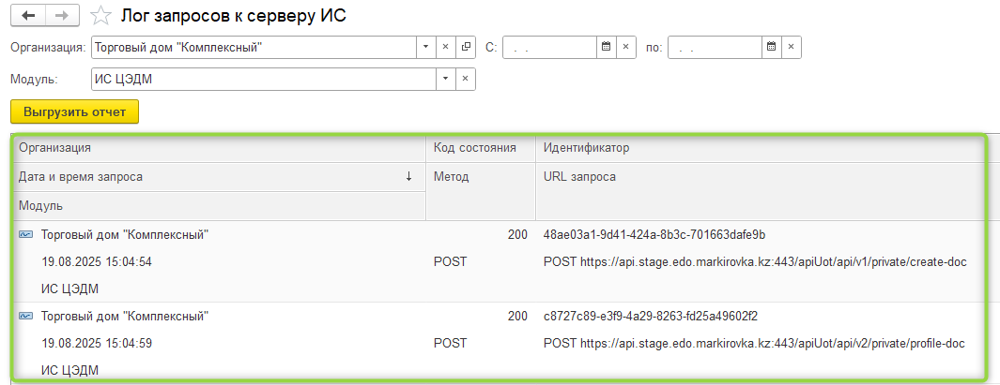 Лог запросов к серверу ИС
Организация: Торговый дом "Комплексный" С: . . по: . .
Модуль: ИС ЦЭДМ
Выгрузить отчет
Организация Код состояния Идентификатор
Дата и время запроса ↓ Метод URL запроса
Модуль
Торговый дом "Комплексный" 200 48ae03a1-9d41-424a-8b3c-701663dafe9b
19.08.2025 15:04:54 POST POST https://api.stage.edo.markirovka.kz:443/apiUot/api/v1/private/create-doc
ИС ЦЭДМ
Торговый дом "Комплексный" 200 c8727c89-e3f9-4a29-8263-fd25a49602f2
19.08.2025 15:04:59 POST POST https://api.stage.edo.markirovka.kz:443/apiUot/api/v2/private/profile-doc
ИС ЦЭДМ